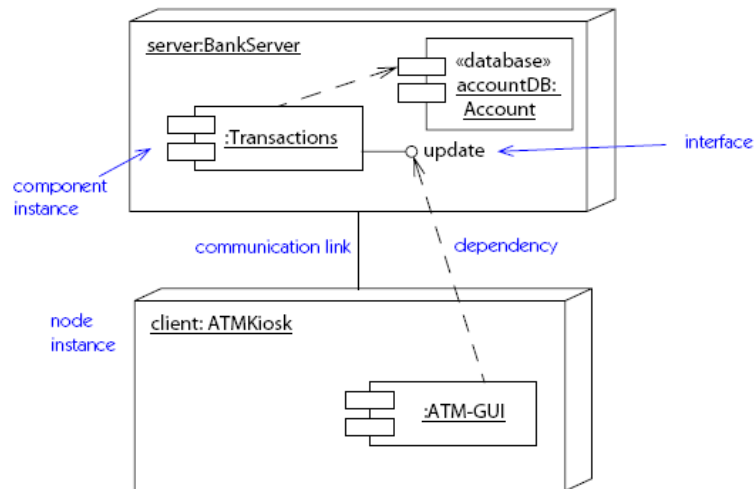 server:BankServer
«database»
accountDB:
Account
:Transactions
update
interface
component
instance
communication link
dependency
node
instance
client: ATMKiosk
:ATM-GUI